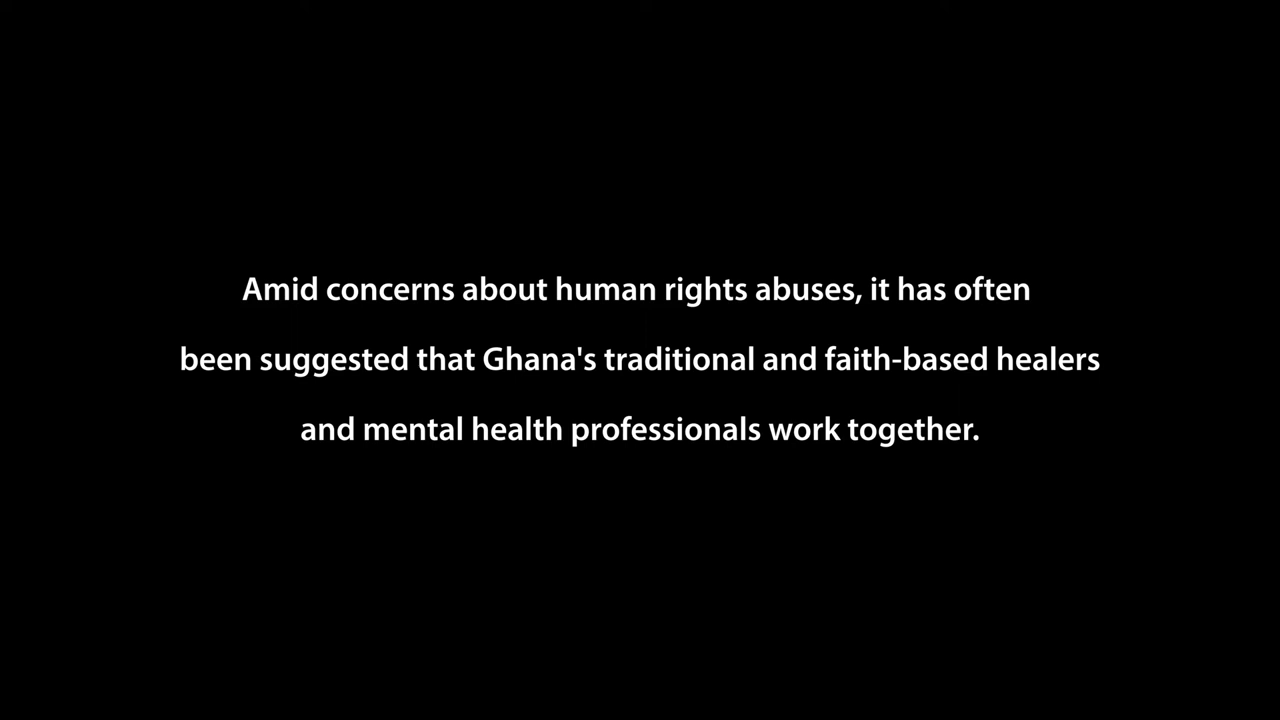 Amid concerns about human rights abuses, it has often
been suggested that Ghana's traditional and faith-based healers
and mental health professionals work together.